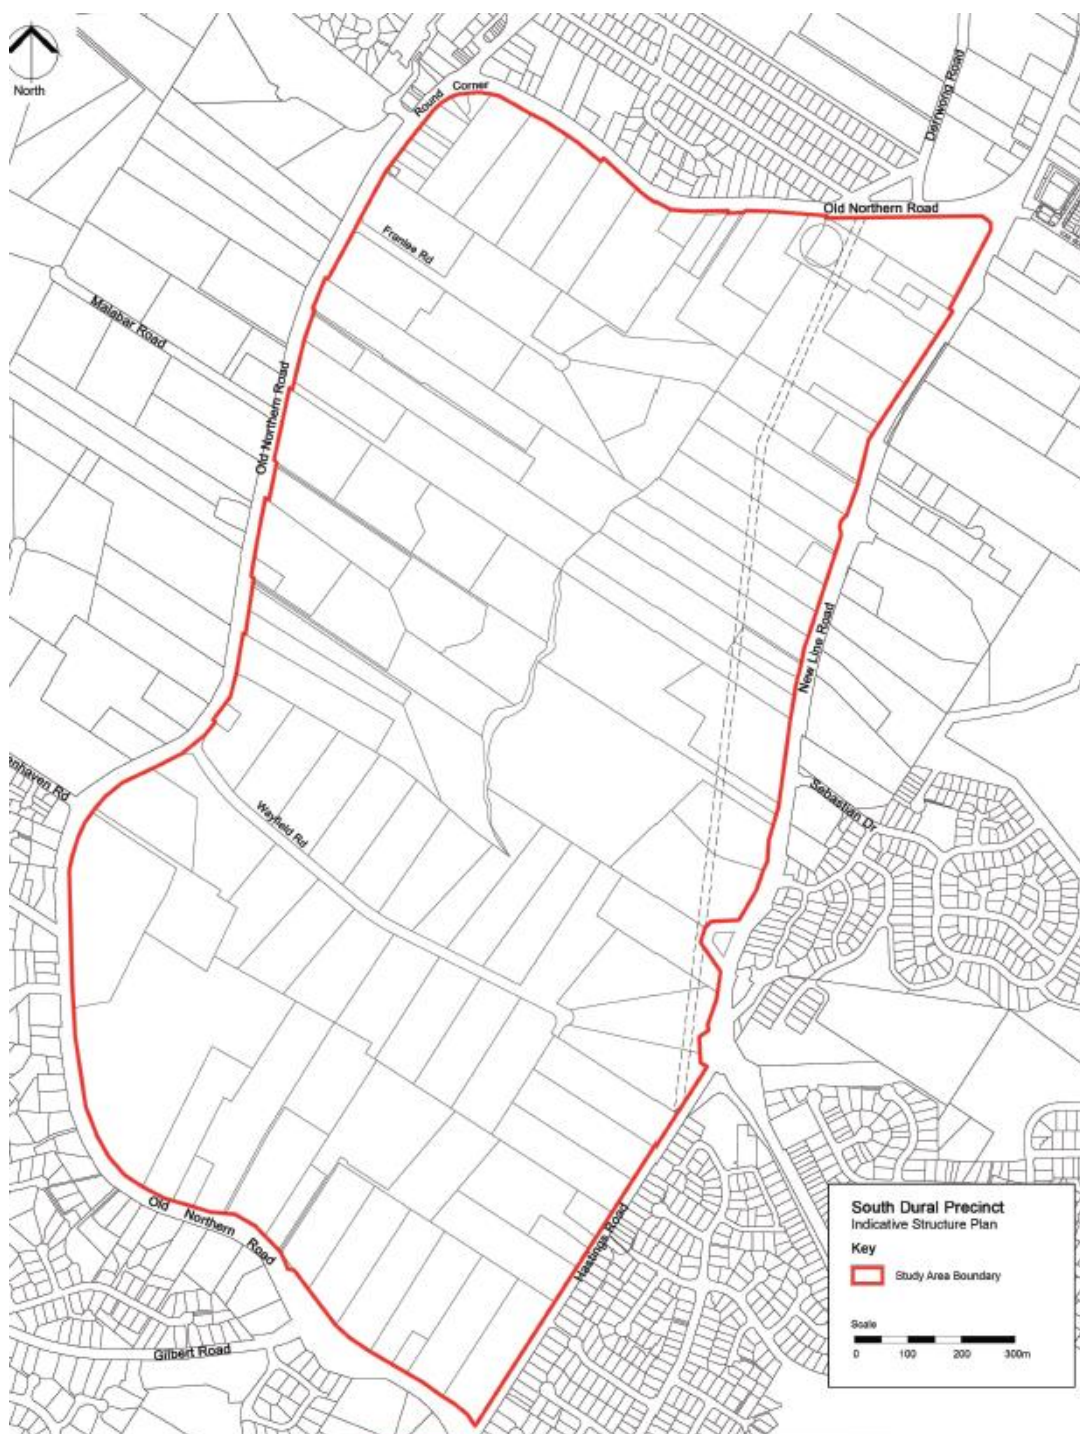 North
Round Corner
Derriwong Road
Old Northern Road
Franlee Rd
Malabar Road
Old Northern Road
New Line Road
enhaven Rd
Sebastian Dr
Wayfield Rd
Old Northern Road
Hastings Road
Gilbert Road
South Dural Precinct
Indicative Structure Plan
Key
Study Area Boundary
Scale
0 100 200 300m